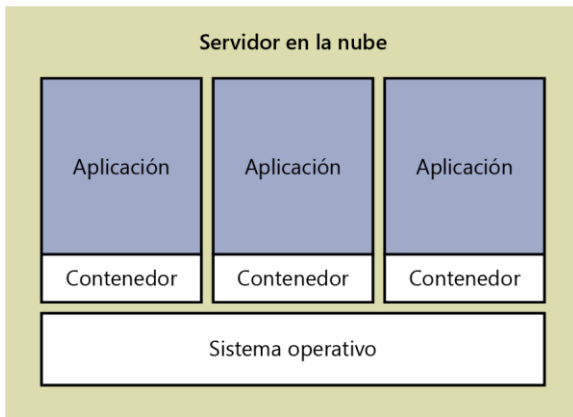 Servidor en la nube
Aplicación Aplicación Aplicación
Contenedor Contenedor Contenedor
Sistema operativo